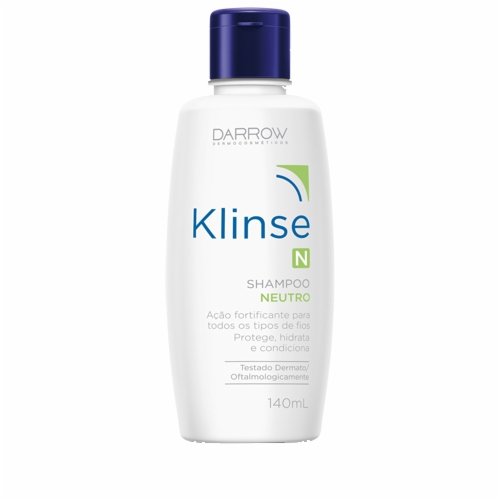 DARROW
DERMOCOSMÉTICOS
Klinse
N
SHAMPOO
NEUTRO
Ação fortificante para
todos os tipos de fios
Protege, hidrata
e condiciona
Testado Dermato/
Oftalmologicamente
140mL